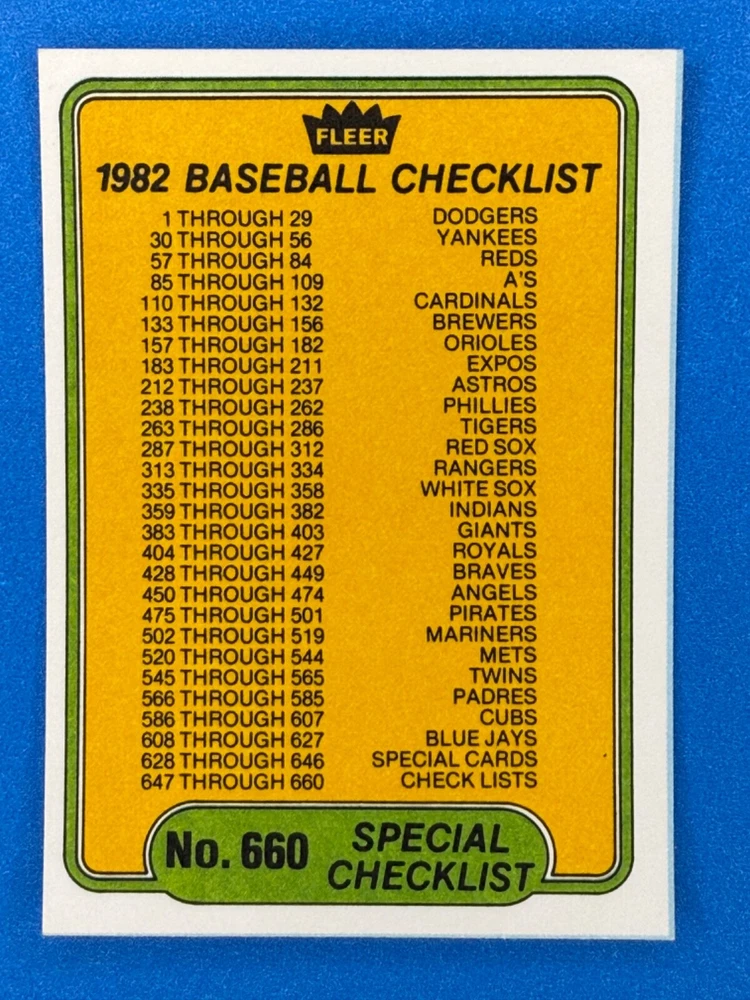 FLEER
1982 BASEBALL CHECKLIST
1 THROUGH 29 DODGERS
30 THROUGH 56 YANKEES
57 THROUGH 84 REDS
85 THROUGH 109 A'S
110 THROUGH 132 CARDINALS
133 THROUGH 156 BREWERS
157 THROUGH 182 ORIOLES
183 THROUGH 211 EXPOS
212 THROUGH 237 ASTROS
238 THROUGH 262 PHILLIES
263 THROUGH 286 TIGERS
287 THROUGH 312 RED SOX
313 THROUGH 334 RANGERS
335 THROUGH 358 WHITE SOX
359 THROUGH 382 INDIANS
383 THROUGH 403 GIANTS
404 THROUGH 427 ROYALS
428 THROUGH 449 BRAVES
450 THROUGH 474 ANGELS
475 THROUGH 501 PIRATES
502 THROUGH 519 MARINERS
520 THROUGH 544 METS
545 THROUGH 565 TWINS
566 THROUGH 585 PADRES
586 THROUGH 607 CUBS
608 THROUGH 627 BLUE JAYS
628 THROUGH 646 SPECIAL CARDS
647 THROUGH 660 CHECK LISTS
No. 660 SPECIAL
CHECKLIST